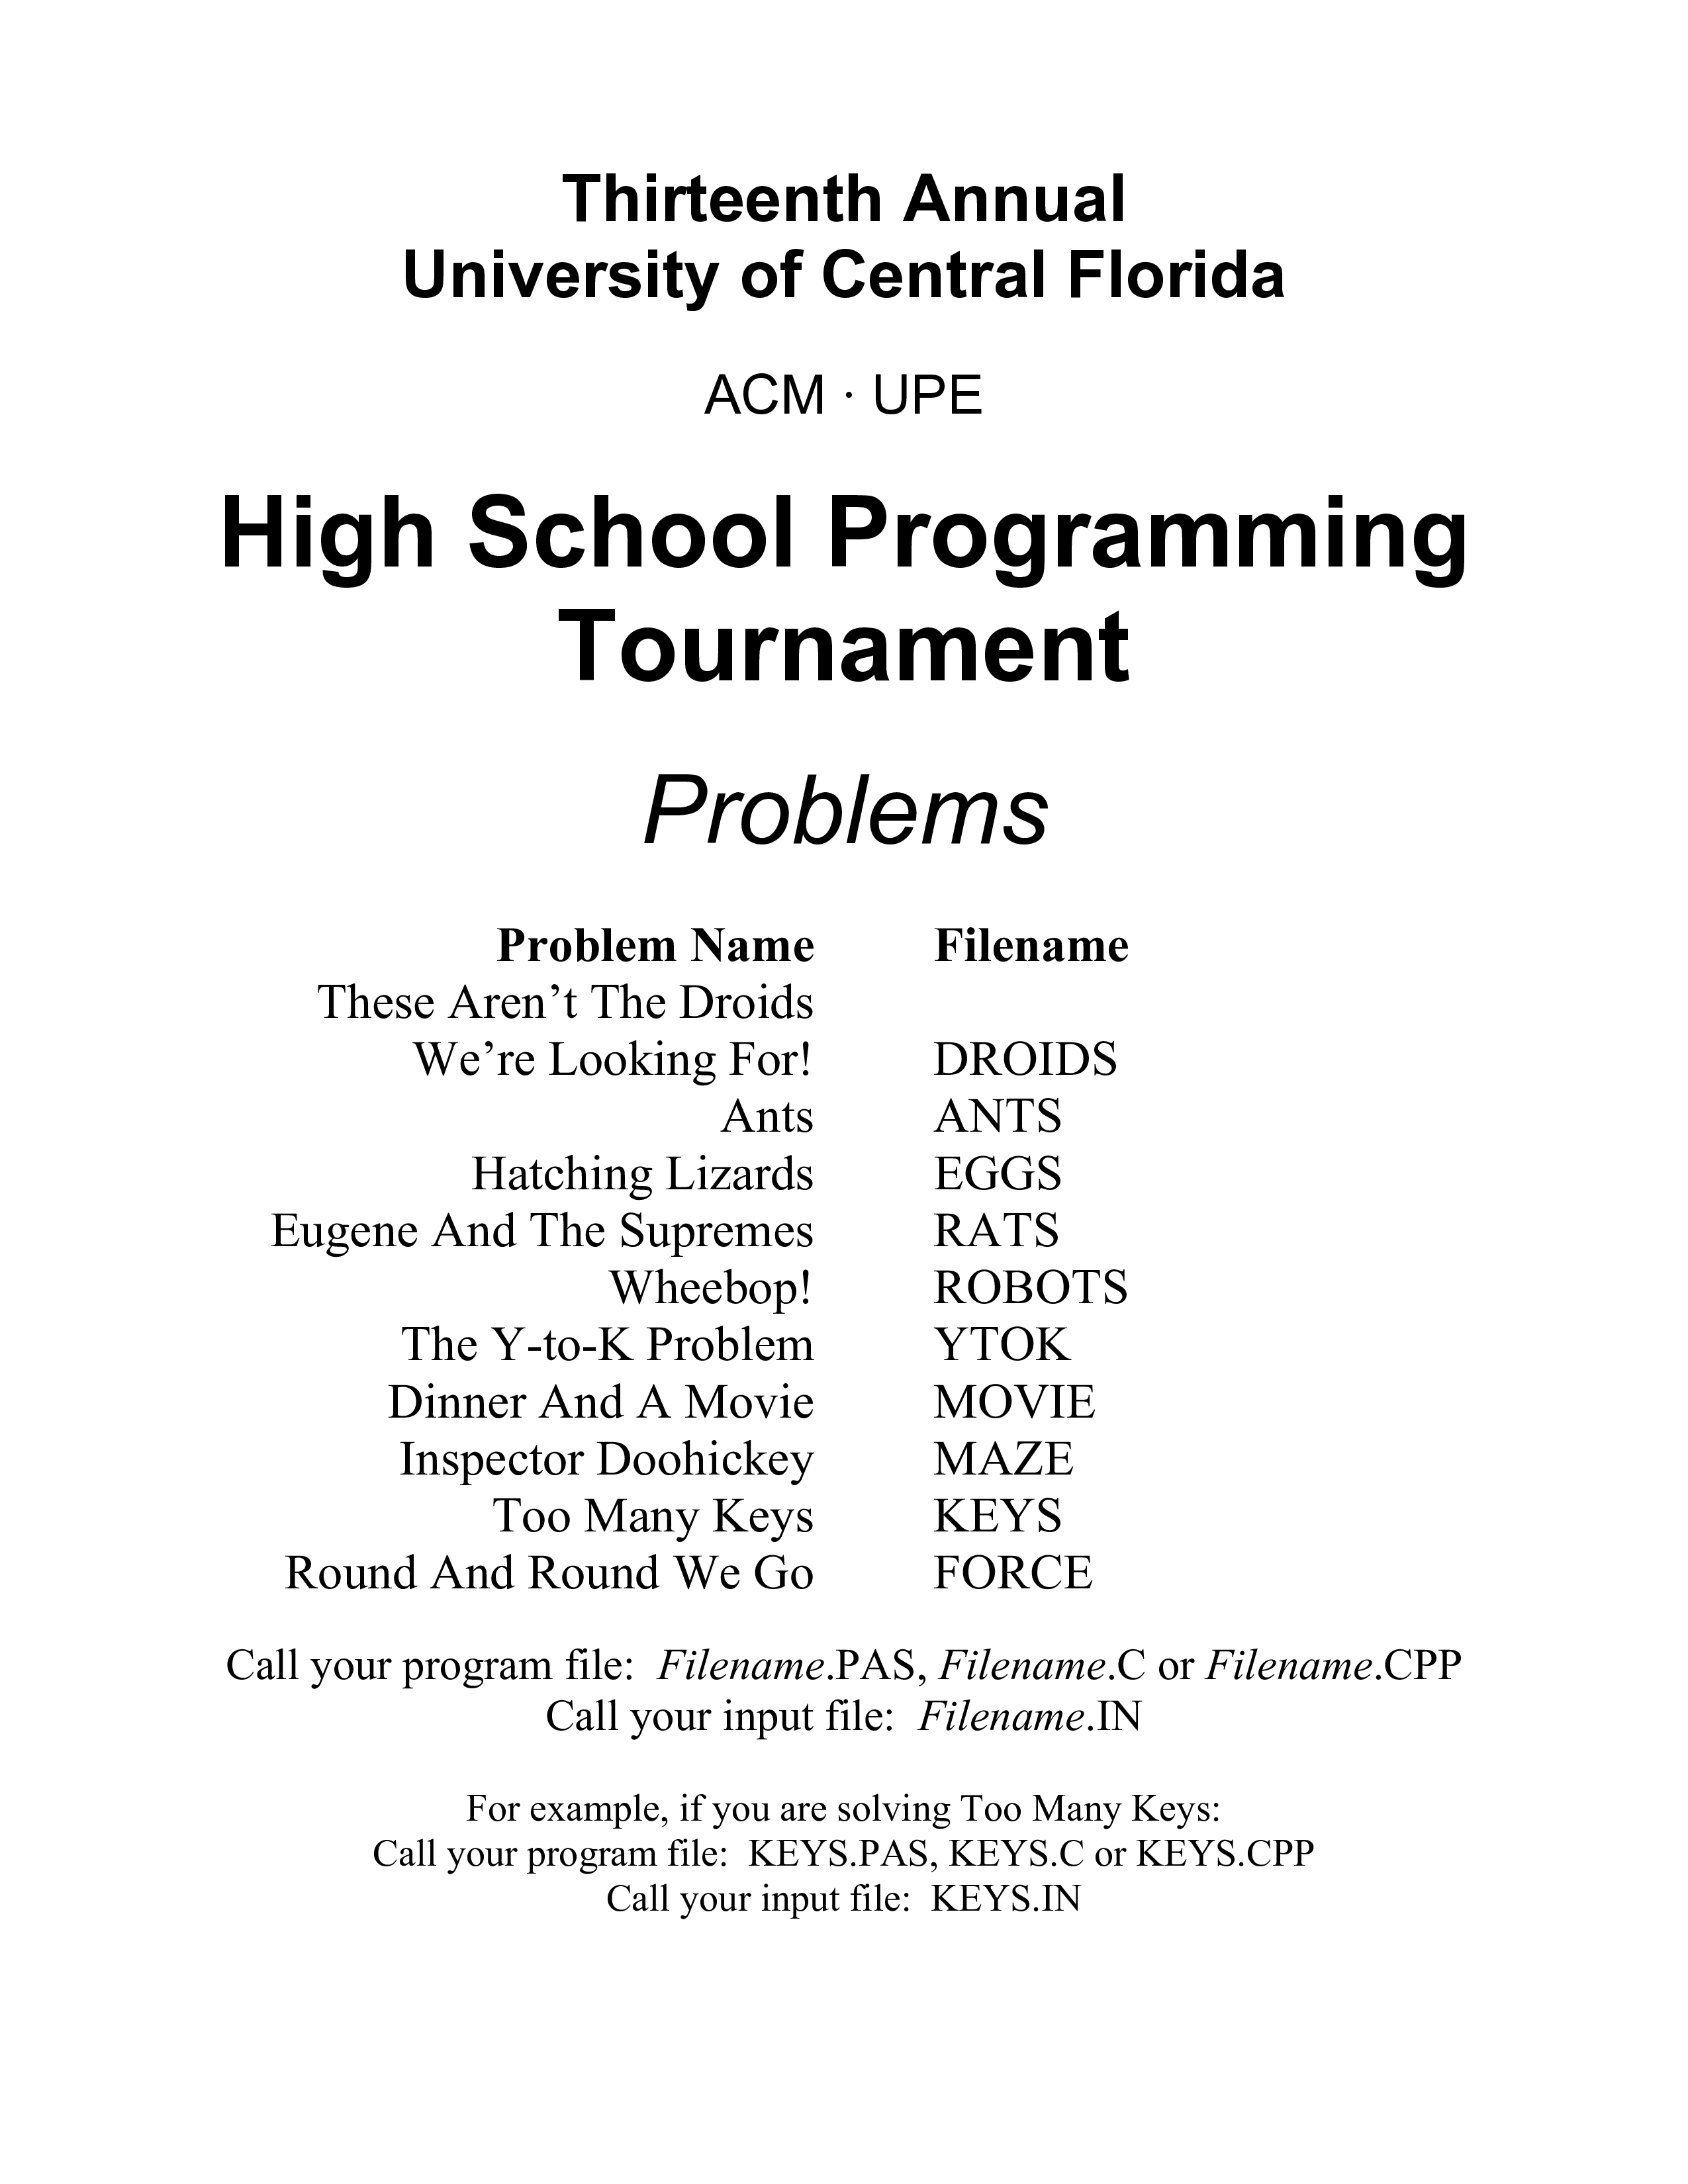 Thirteenth Annual
University of Central Florida
ACM · UPE
High School Programming
Tournament
Problems
Problem Name Filename
These Aren’t The Droids
We’re Looking For! DROIDS
Ants ANTS
Hatching Lizards EGGS
Eugene And The Supremes RATS
Wheebop! ROBOTS
The Y-to-K Problem YTOK
Dinner And A Movie MOVIE
Inspector Doohickey MAZE
Too Many Keys KEYS
Round And Round We Go FORCE
Call your program file: Filename.PAS, Filename.C or Filename.CPP
Call your input file: Filename.IN
For example, if you are solving Too Many Keys:
Call your program file: KEYS.PAS, KEYS.C or KEYS.CPP
Call your input file: KEYS.IN